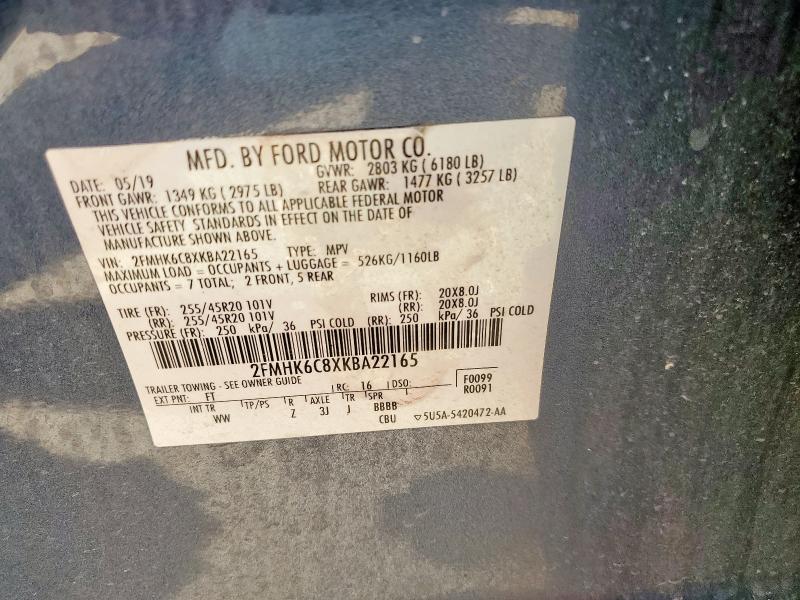 MFD. BY FORD MOTOR CO.
DATE: 05/19 GVWR: 2803 KG ( 6180 LB)
FRONT GAWR: 1349 KG ( 2975 LB) REAR GAWR: 1477 KG ( 3257 LB)
THIS VEHICLE CONFORMS TO ALL APPLICABLE FEDERAL MOTOR
VEHICLE SAFETY STANDARDS IN EFFECT ON THE DATE OF
MANUFACTURE SHOWN ABOVE.
VIN: 2FMHK6C8XKBA22165 TYPE: MPV
MAXIMUM LOAD = OCCUPANTS + LUGGAGE = 526KG/1160LB
OCCUPANTS = 7 TOTAL; 2 FRONT, 5 REAR
TIRE (FR): 255/45R20 101V RIMS (FR): 20X8.0J
(RR): 255/45R20 101V (RR): 20X8.0J
PRESSURE (FR): 250 kPa/ 36 PSI COLD (RR): 250 kPa/ 36 PSI COLD
2FMHK6C8XKBA22165
TRAILER TOWING - SEE OWNER GUIDE
EXT PNT: FT RC: 16 DSO: F0099
R0091
INT TR TP/PS R AXLE TR SPR
WW Z 3J J BBBB
CBU 5U5A-5420472-AA